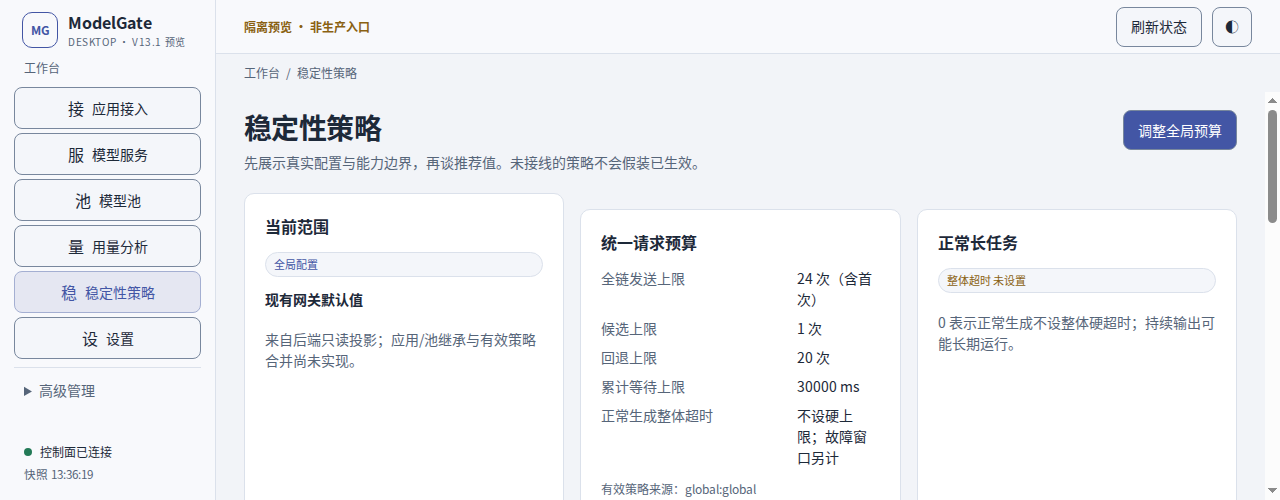 MG
ModelGate
DESKTOP · V13.1 预览
工作台
接 应用接入
服 模型服务
池 模型池
量 用量分析
稳 稳定性策略
设 设置
▶ 高级管理
控制面已连接
快照 13:36:19
隔离预览 · 非生产入口
刷新状态
工作台 / 稳定性策略
稳定性策略
调整全局预算
先展示真实配置与能力边界，再谈推荐值。未接线的策略不会假装已生效。
当前范围
全局配置
现有网关默认值
来自后端只读投影；应用/池继承与有效策略
合并尚未实现。
统一请求预算
全链发送上限 24 次（含首
次）
候选上限 1 次
回退上限 20 次
累计等待上限 30000 ms
正常生成整体超时 不设硬上
限；故障窗
口另计
有效策略来源：global:global
正常长任务
整体超时 未设置
0 表示正常生成不设整体硬超时；持续输出可
能长期运行。